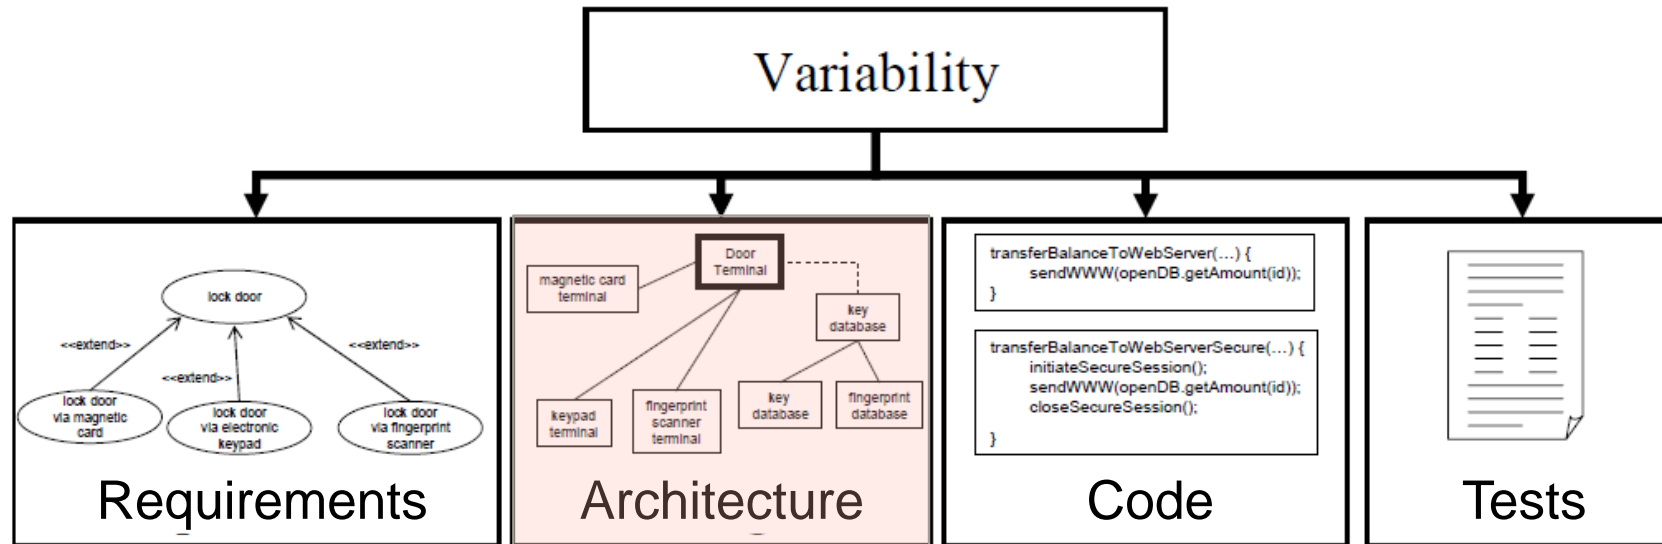 Variability
lock door
<<extend>>
<<extend>>
<<extend>>
lock door
via magnetic
card
lock door
via electronic
keypad
lock door
via fingerprint
scanner
Requirements
Door
Terminal
magnetic card
terminal
key
database
keypad
terminal
fingerprint
scanner
terminal
key
database
fingerprint
database
Architecture
transferBalanceToWebServer(…) {
sendWWW(openDB.getAmount(id));
}
transferBalanceToWebServerSecure(…) {
initiateSecureSession();
sendWWW(openDB.getAmount(id));
closeSecureSession();
}
Code
Tests